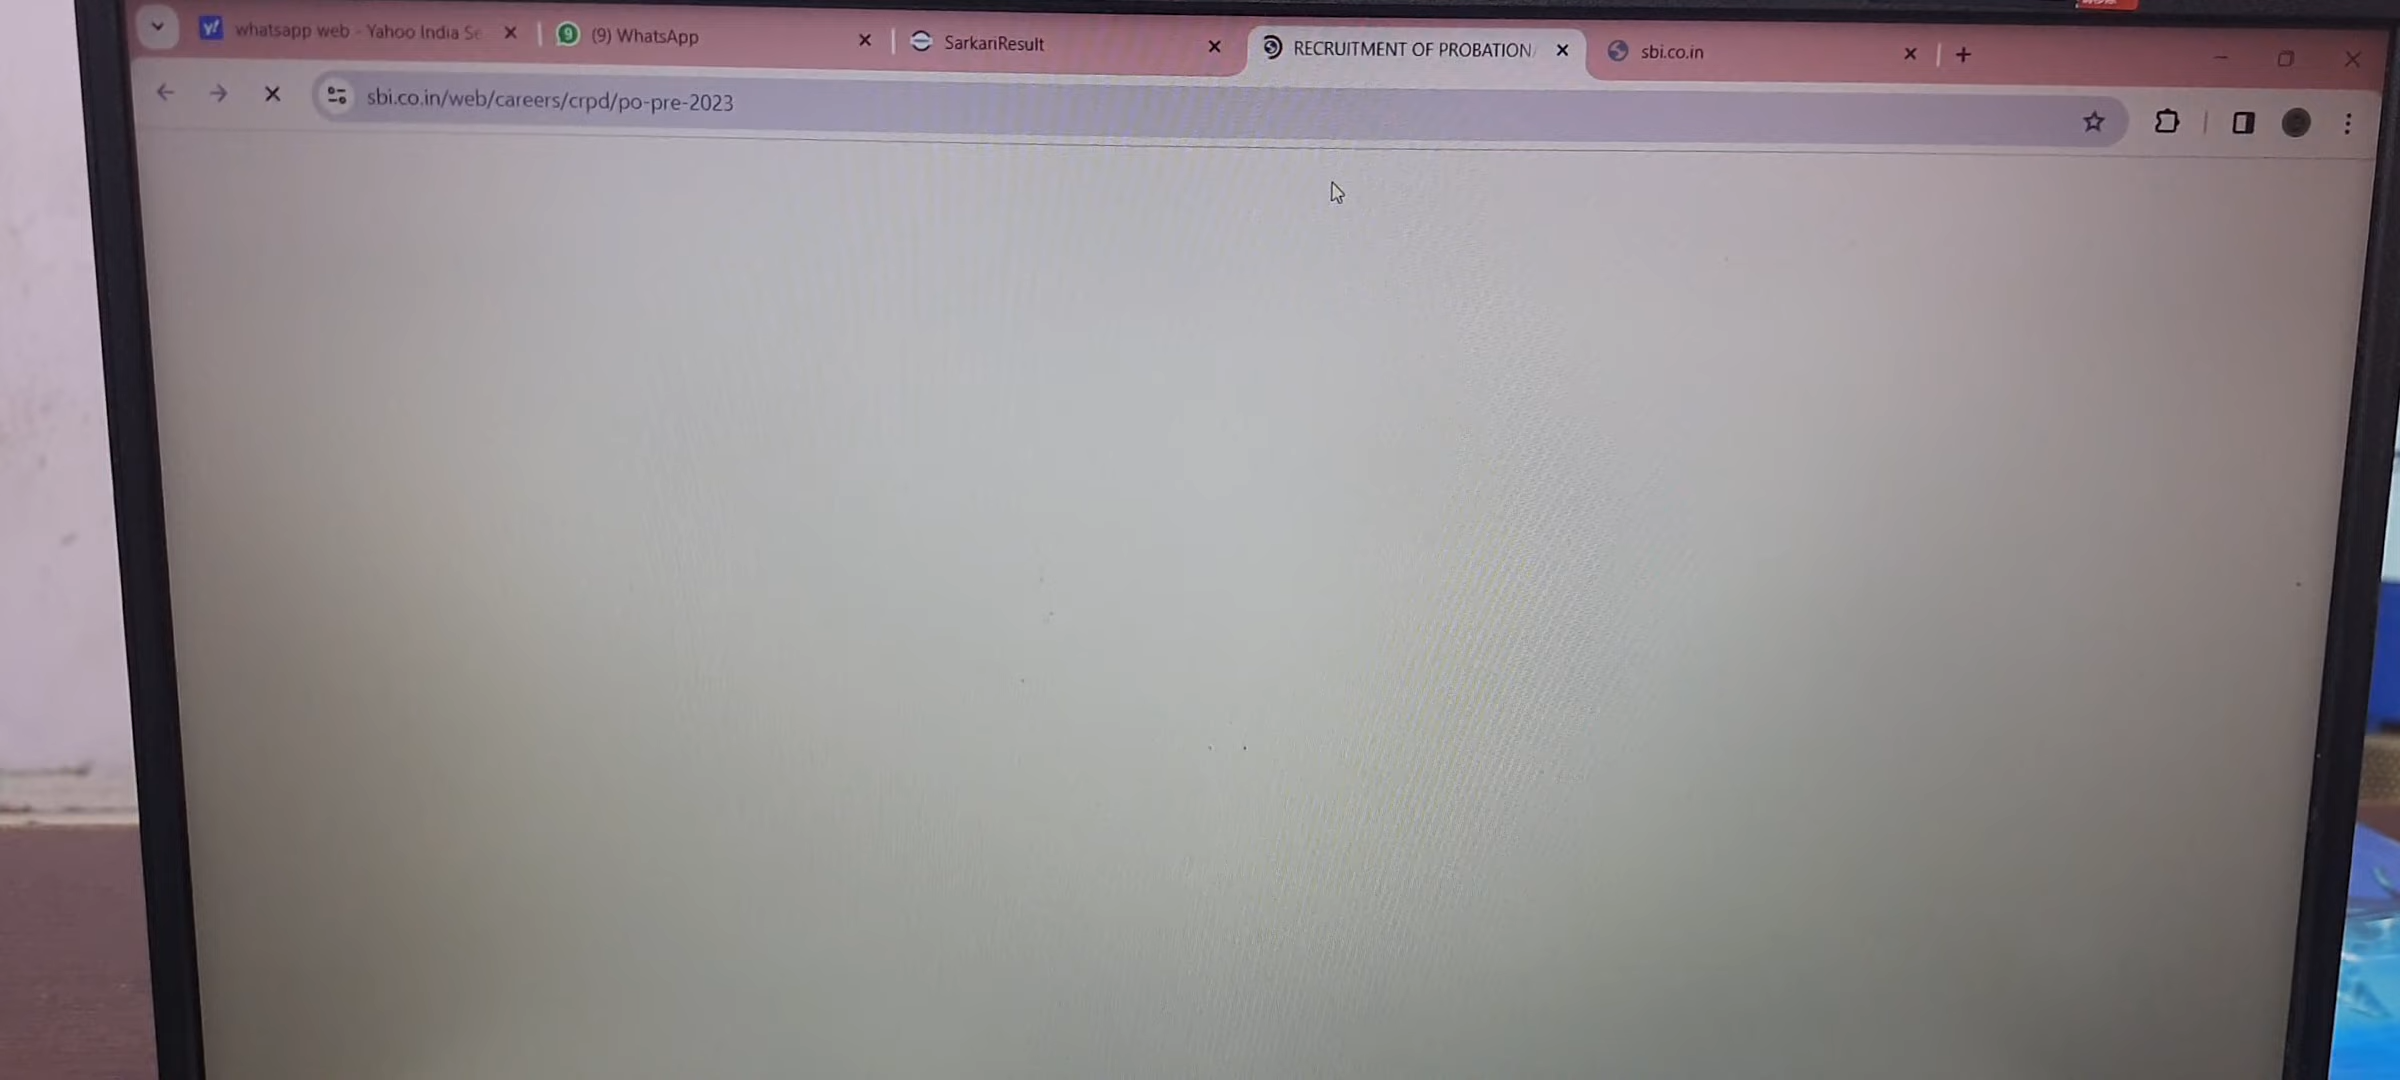 whatsapp web - Yahoo India Se
9 (9) WhatsApp
SarkariResult
RECRUITMENT OF PROBATION
sbi.co.in
sbi.co.in/web/careers/crpd/po-pre-2023